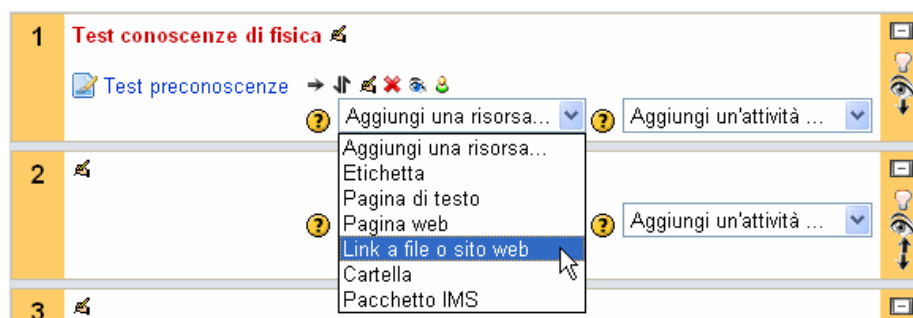 1 Test conoscenze di fisica
Test preconoscenze
? Aggiungi una risorsa... ? Aggiungi un'attività ...
Aggiungi una risorsa...
Etichetta
Pagina di testo
2
Pagina web
? ? Aggiungi un'attività ...
Link a file o sito web
Cartella
Pacchetto IMS
3